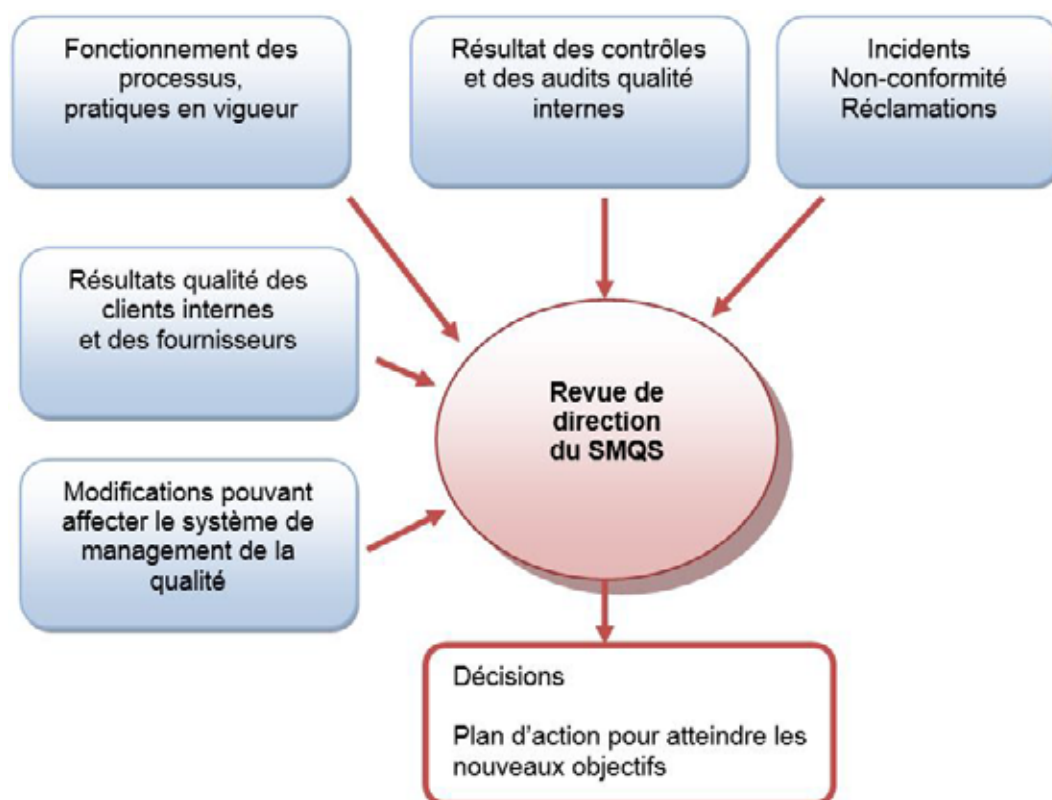 Fonctionnement des
processus,
pratiques en vigueur
Résultat des contrôles
et des audits qualité
internes
Incidents
Non-conformité
Réclamations
Résultats qualité des
clients internes
et des fournisseurs
Modifications pouvant
affecter le système de
management de la
qualité
Revue de
direction
du SMQS
Décisions
Plan d'action pour atteindre les
nouveaux objectifs